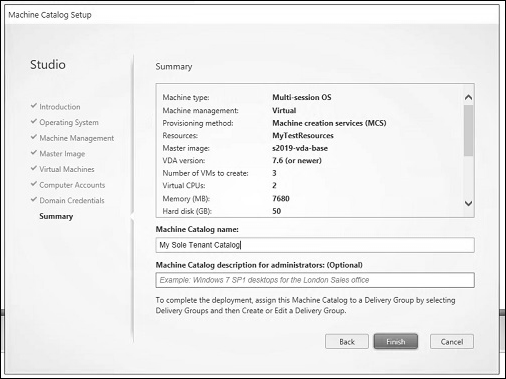 Machine Catalog Setup
Studio
✓ Introduction
✓ Operating System
✓ Machine Management
✓ Master Image
✓ Virtual Machines
✓ Computer Accounts
✓ Domain Credentials
Summary
Summary
Machine type: Multi-session OS
Machine management: Virtual
Provisioning method: Machine creation services (MCS)
Resources: MyTestResources
Master image: s2019-vda-base
VDA version: 7.6 (or newer)
Number of VMs to create: 3
Virtual CPUs: 2
Memory (MB): 7680
Hard disk (GB): 50
Machine Catalog name:
My Sole Tenant Catalog
Machine Catalog description for administrators: (Optional)
Example: Windows 7 SP1 desktops for the London Sales office
To complete the deployment, assign this Machine Catalog to a Delivery Group by selecting
Delivery Groups and then Create or Edit a Delivery Group.
Back Finish Cancel